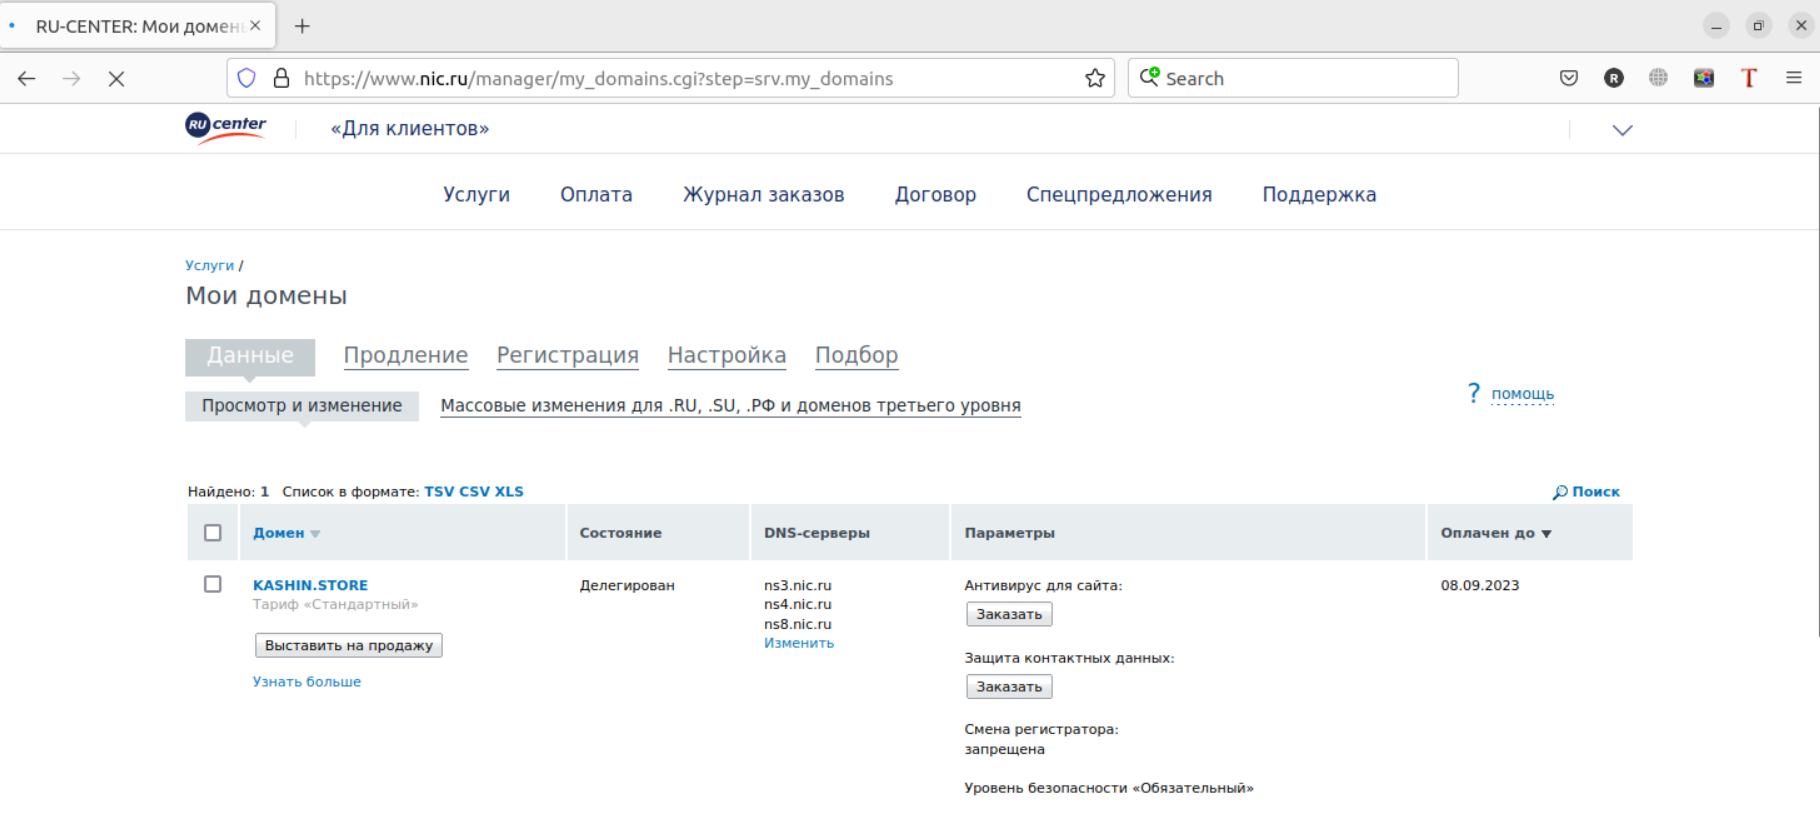 RU-CENTER: Мои домень
https://www.nic.ru/manager/my_domains.cgi?step=srv.my_domains
Search
RU center
«Для клиентов»
Услуги Оплата Журнал заказов Договор Спецпредложения Поддержка
Услуги /
Мои домены
Данные Продление Регистрация Настройка Подбор
Просмотр и изменение Массовые изменения для .RU, .SU, .РФ и доменов третьего уровня
? помощь
Найдено: 1 Список в формате: TSV CSV XLS
Поиск
Домен Состояние DNS-серверы Параметры Оплачен до
KASHIN.STORE Делегирован ns3.nic.ru Антивирус для сайта: 08.09.2023
Тариф «Стандартный» ns4.nic.ru Заказать
ns8.nic.ru
Выставить на продажу Изменить
Защита контактных данных:
Узнать больше Заказать
Смена регистратора:
запрещена
Уровень безопасности «Обязательный»